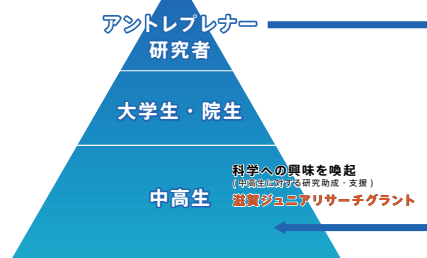 アントレプレナー
研究者
大学生・院生
中高生
科学への興味を喚起
(中高生に対する研究助成・支援)
滋賀ジュニアリサーチグラント